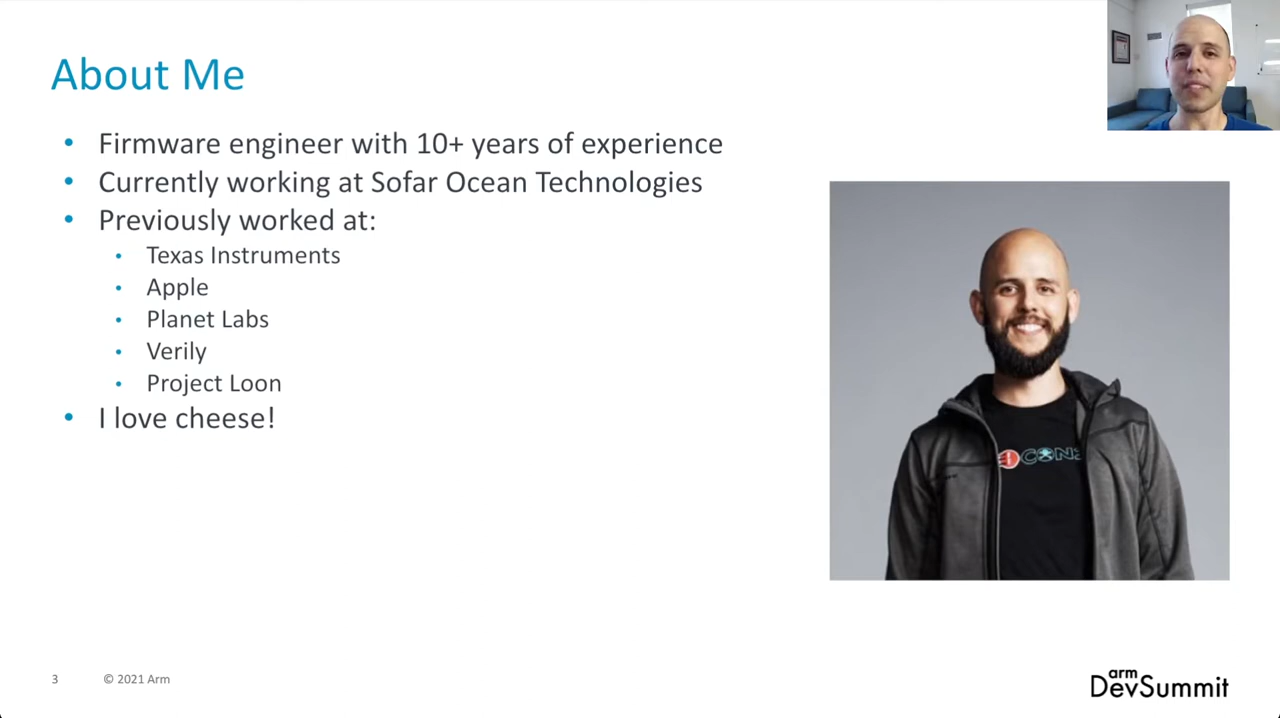 About Me
• Firmware engineer with 10+ years of experience
• Currently working at Sofar Ocean Technologies
• Previously worked at:
• Texas Instruments
• Apple
• Planet Labs
• Verily
• Project Loon
• I love cheese!
3 © 2021 Arm
arm
DevSummit